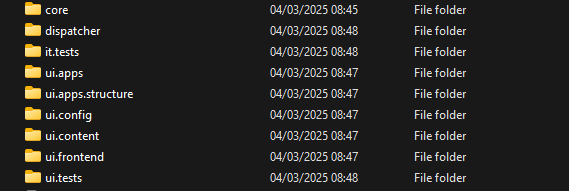 core 04/03/2025 08:45 File folder
dispatcher 04/03/2025 08:48 File folder
it.tests 04/03/2025 08:48 File folder
ui.apps 04/03/2025 08:47 File folder
ui.apps.structure 04/03/2025 08:47 File folder
ui.config 04/03/2025 08:47 File folder
ui.content 04/03/2025 08:47 File folder
ui.frontend 04/03/2025 08:47 File folder
ui.tests 04/03/2025 08:48 File folder